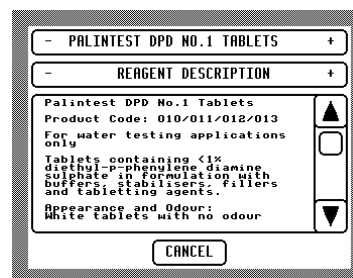 - PALINTEST DPD NO.1 TABLETS +
- REAGENT DESCRIPTION +
Palintest DPD No.1 Tablets
Product Code: 010/011/012/013
For water testing applications
only
Tablets containing <1%
diethyl-p-phenylene diamine
sulphate in formulation with
buffers, stabilisers, fillers
and tabletting agents.
Appearance and Odour:
White tablets with no odour
CANCEL